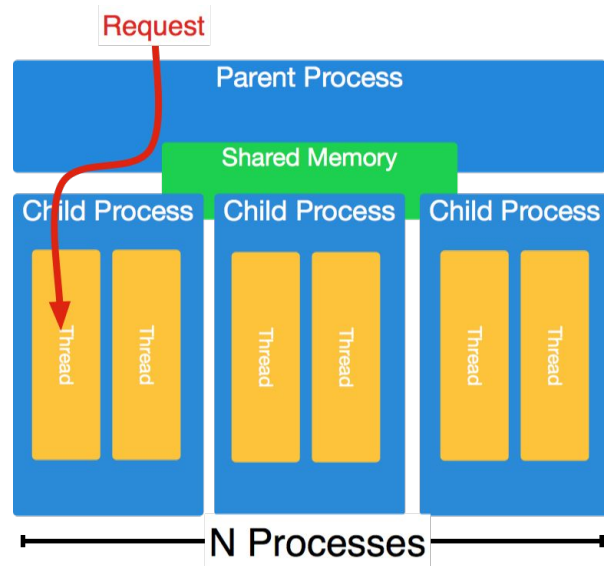 Request
Parent Process
Shared Memory
Child Process
Child Process
Child Process
Thread
Thread
Thread
Thread
Thread
Thread
N Processes